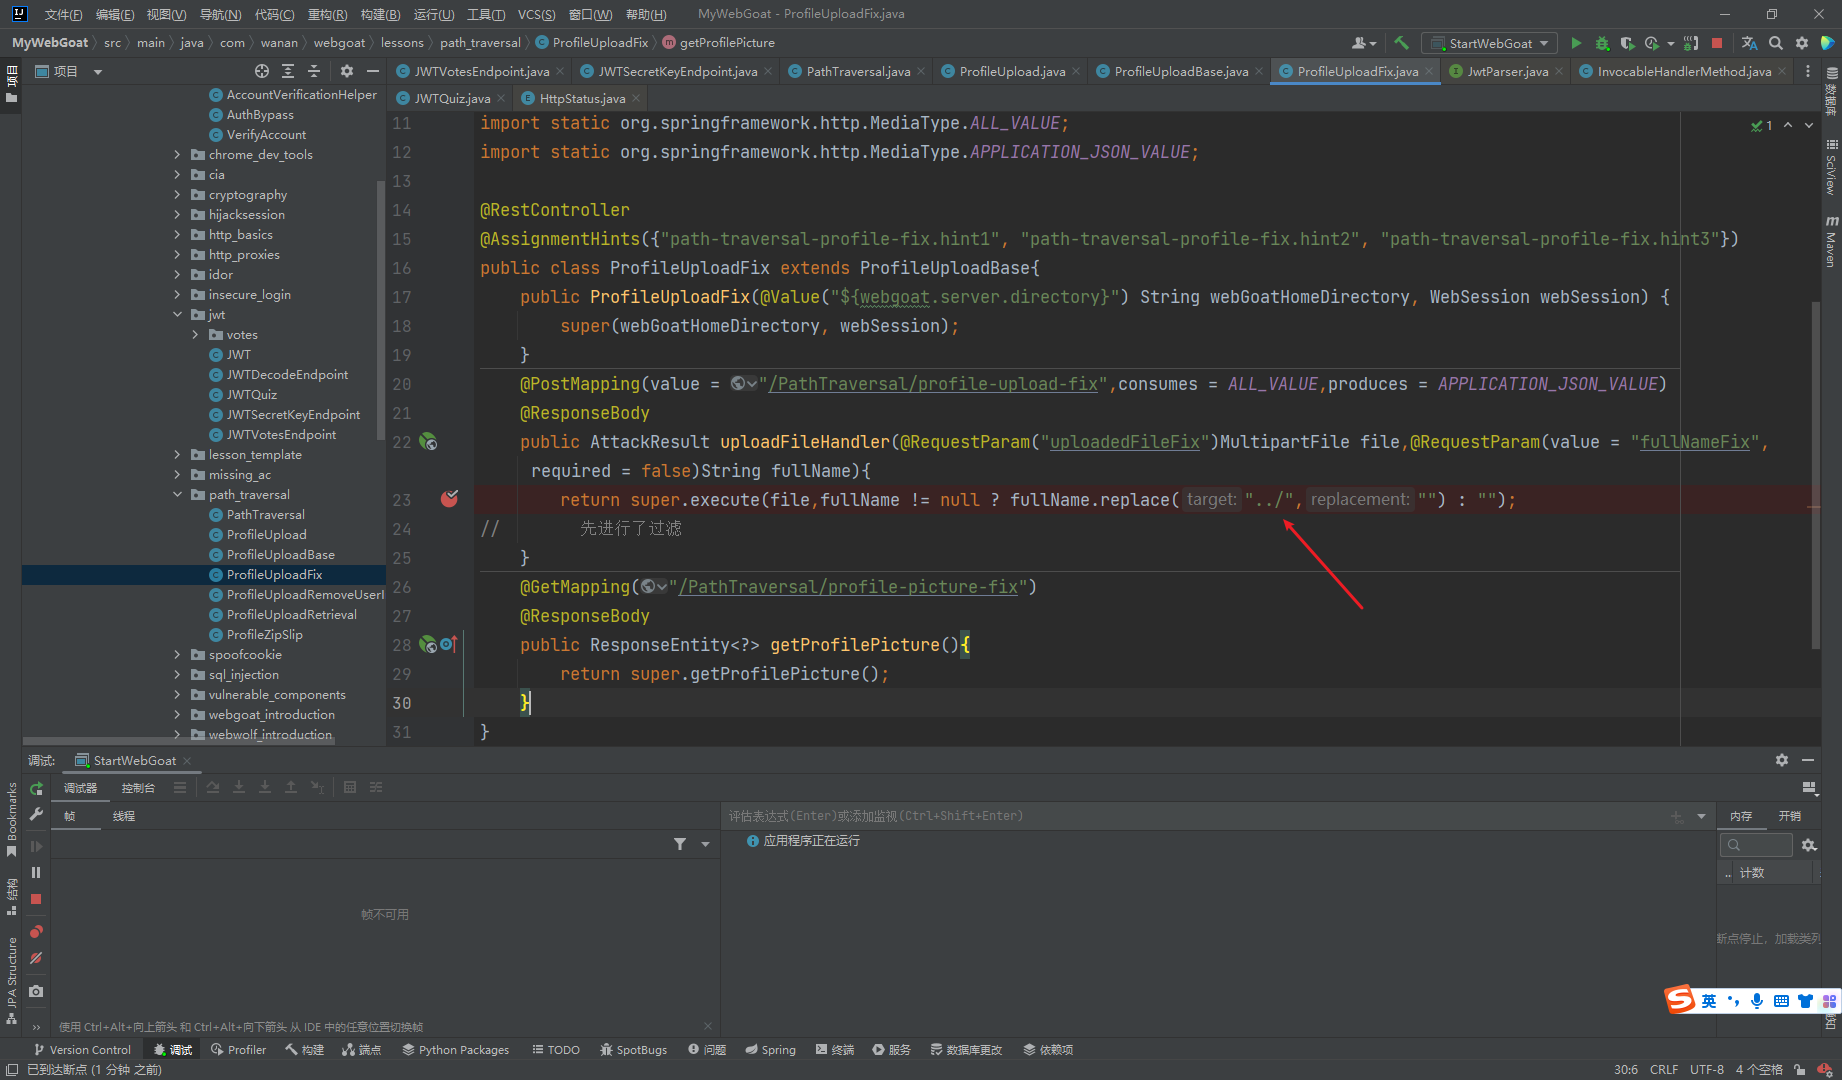 文件(F) 编辑(E) 视图(V) 导航(N) 代码(C) 重构(R) 构建(B) 运行(U) 工具(T) VCS(S) 窗口(W) 帮助(H) MyWebGoat - ProfileUploadFix.java
MyWebGoat src main java com wanan webgoat lessons path_traversal ProfileUploadFix getProfilePicture
StartWebGoat
项目
项目
JWTVotesEndpoint.java JWTSecretKeyEndpoint.java PathTraversal.java ProfileUpload.java ProfileUploadBase.java ProfileUploadFix.java JwtParser.java InvocableHandlerMethod.java
JWTQuiz.java HttpStatus.java
AccountVerificationHelper
AuthBypass
VerifyAccount
chrome_dev_tools
cia
cryptography
hijacksession
http_basics
http_proxies
idor
insecure_login
jwt
votes
JWT
JWTDecodeEndpoint
JWTQuiz
JWTSecretKeyEndpoint
JWTVotesEndpoint
lesson_template
missing_ac
path_traversal
PathTraversal
ProfileUpload
ProfileUploadBase
ProfileUploadFix
ProfileUploadRemoveUserI
ProfileUploadRetrieval
ProfileZipSlip
spoofcookie
sql_injection
vulnerable_components
webgoat_introduction
webwolf_introduction
1
11 import static org.springframework.http.MediaType.ALL_VALUE;
12 import static org.springframework.http.MediaType.APPLICATION_JSON_VALUE;
13
14 @RestController
15 @AssignmentHints({"path-traversal-profile-fix.hint1", "path-traversal-profile-fix.hint2", "path-traversal-profile-fix.hint3"})
16 public class ProfileUploadFix extends ProfileUploadBase{
17 public ProfileUploadFix(@Value("${webgoat.server.directory}") String webGoatHomeDirectory, WebSession webSession) {
18 super(webGoatHomeDirectory, webSession);
19 }
20 @PostMapping(value = "/PathTraversal/profile-upload-fix",consumes = ALL_VALUE,produces = APPLICATION_JSON_VALUE)
21 @ResponseBody
22 public AttackResult uploadFileHandler(@RequestParam("uploadedFileFix")MultipartFile file,@RequestParam(value = "fullNameFix",
required = false)String fullName){
23 return super.execute(file,fullName != null ? fullName.replace( target: "../", replacement: "") : "");
24 // 先进行了过滤
25 }
26 @GetMapping("/PathTraversal/profile-picture-fix")
27 @ResponseBody
28 public ResponseEntity<?> getProfilePicture(){
29 return super.getProfilePicture();
30 }
31 }
数据库
SciView
m Maven
调试: StartWebGoat
调试器 控制台
帧 线程
评估表达式(Enter)或添加监视(Ctrl+Shift+Enter)
应用程序正在运行
内存 开销
.. 计数
帧不可用
断点停止，加载类列
Bookmarks
结构
JPA Structure
英
使用 Ctrl+Alt+向上箭头 和 Ctrl+Alt+向下箭头 从 IDE 中的任意位置切换帧
Version Control 调试 Profiler 构建 端点 Python Packages TODO SpotBugs 问题 Spring 终端 服务 数据库更改 依赖项
已到达断点 (1 分钟 之前) 30:6 CRLF UTF-8 4 个空格